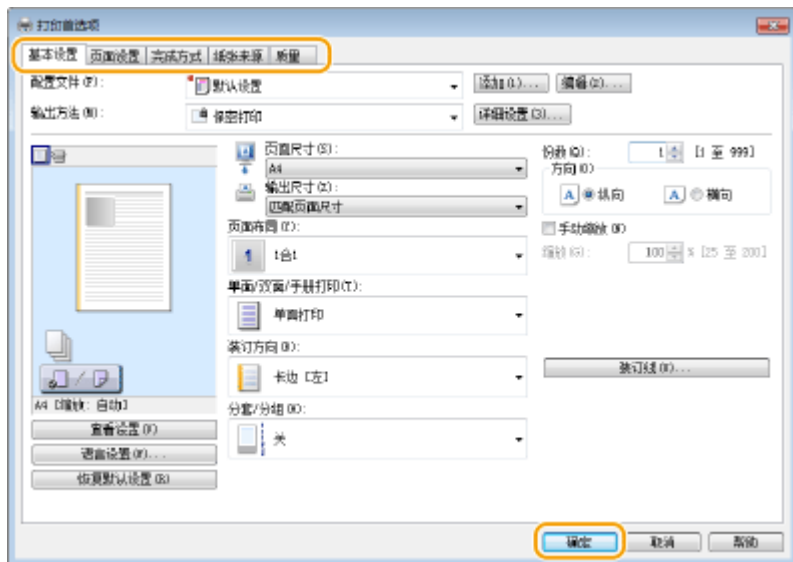 打印首选项
基本设置 页面设置 完成方式 纸张来源 质量
配置文件(F): 默认设置 添加(1)... 编辑(2)...
输出方法(M): 保密打印 详细设置(3)...
页面尺寸(S):
A4
输出尺寸(Z):
匹配页面尺寸
份数(Q): 1 [1 至 999]
方向(O)
A 纵向 A 横向
手动缩放(W)
缩放(G): 100 % [25 至 200]
页面布局(Y):
1 1合1
单面/双面/手册打印(T):
单面打印
装订方向(B):
长边 [左]
装订线(U)...
分套/分组(X):
关
A4 [缩放: 自动]
查看设置(V)
语言设置(#)...
恢复默认设置(R)
确定 取消 帮助